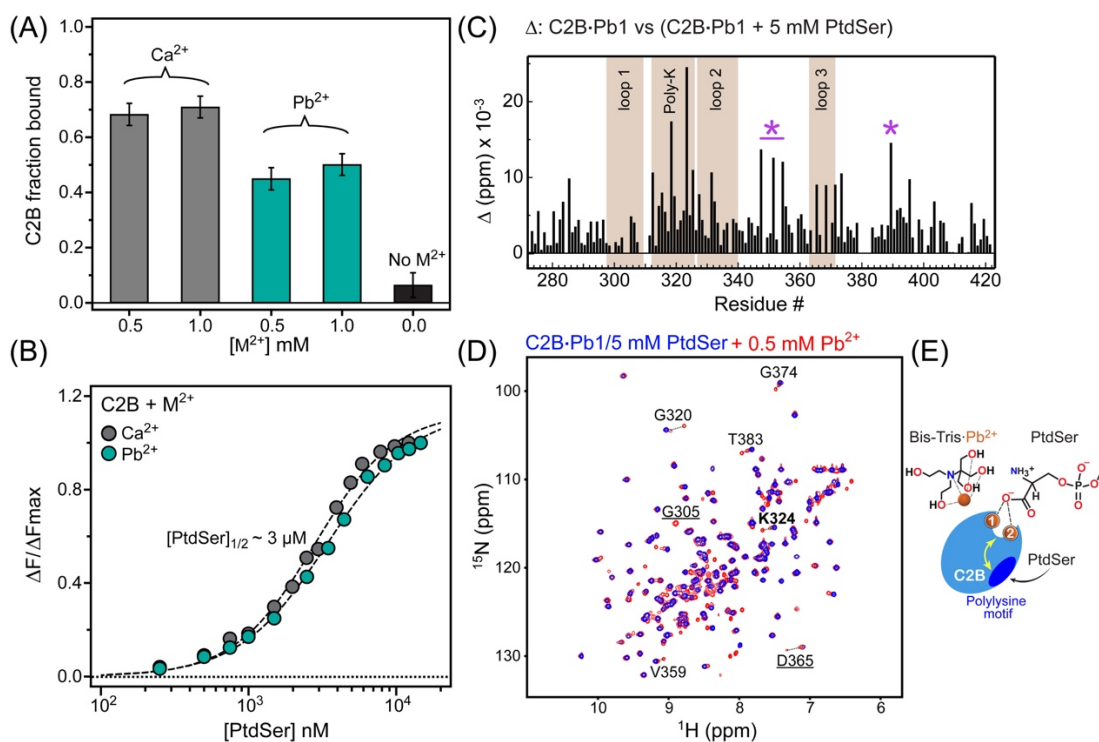 (A)
Ca2+
Pb2+
No M2+
C2B fraction bound
1.0
0.8
0.6
0.4
0.2
0.0
0.5
1.0
0.5
1.0
0.0
[M2+] mM
(B)
C2B + M2+
Ca2+
Pb2+
[PtdSer]1/2 ~ 3 µM
ΔF/ΔFmax
1.2
0.8
0.4
0.0
10²
10³
10⁴
[PtdSer] nM
(C)
Δ: C2B·Pb1 vs (C2B·Pb1 + 5 mM PtdSer)
loop 1
Poly-K
loop 2
loop 3
*
*
Δ (ppm) x 10-3
20
10
0
280 300 320 340 360 380 400 420
Residue #
(D)
C2B·Pb1/5 mM PtdSer + 0.5 mM Pb2+
G374
G320
T383
G305
K324
V359
D365
15N (ppm)
100
110
120
130
10
9
8
7
6
1H (ppm)
(E)
Bis-Tris·Pb2+
PtdSer
OH
HO
N
OH
OH
HO
NH3+
H
O-
O
O-
P
O
O
1
2
C2B
PtdSer
Polylysine
motif